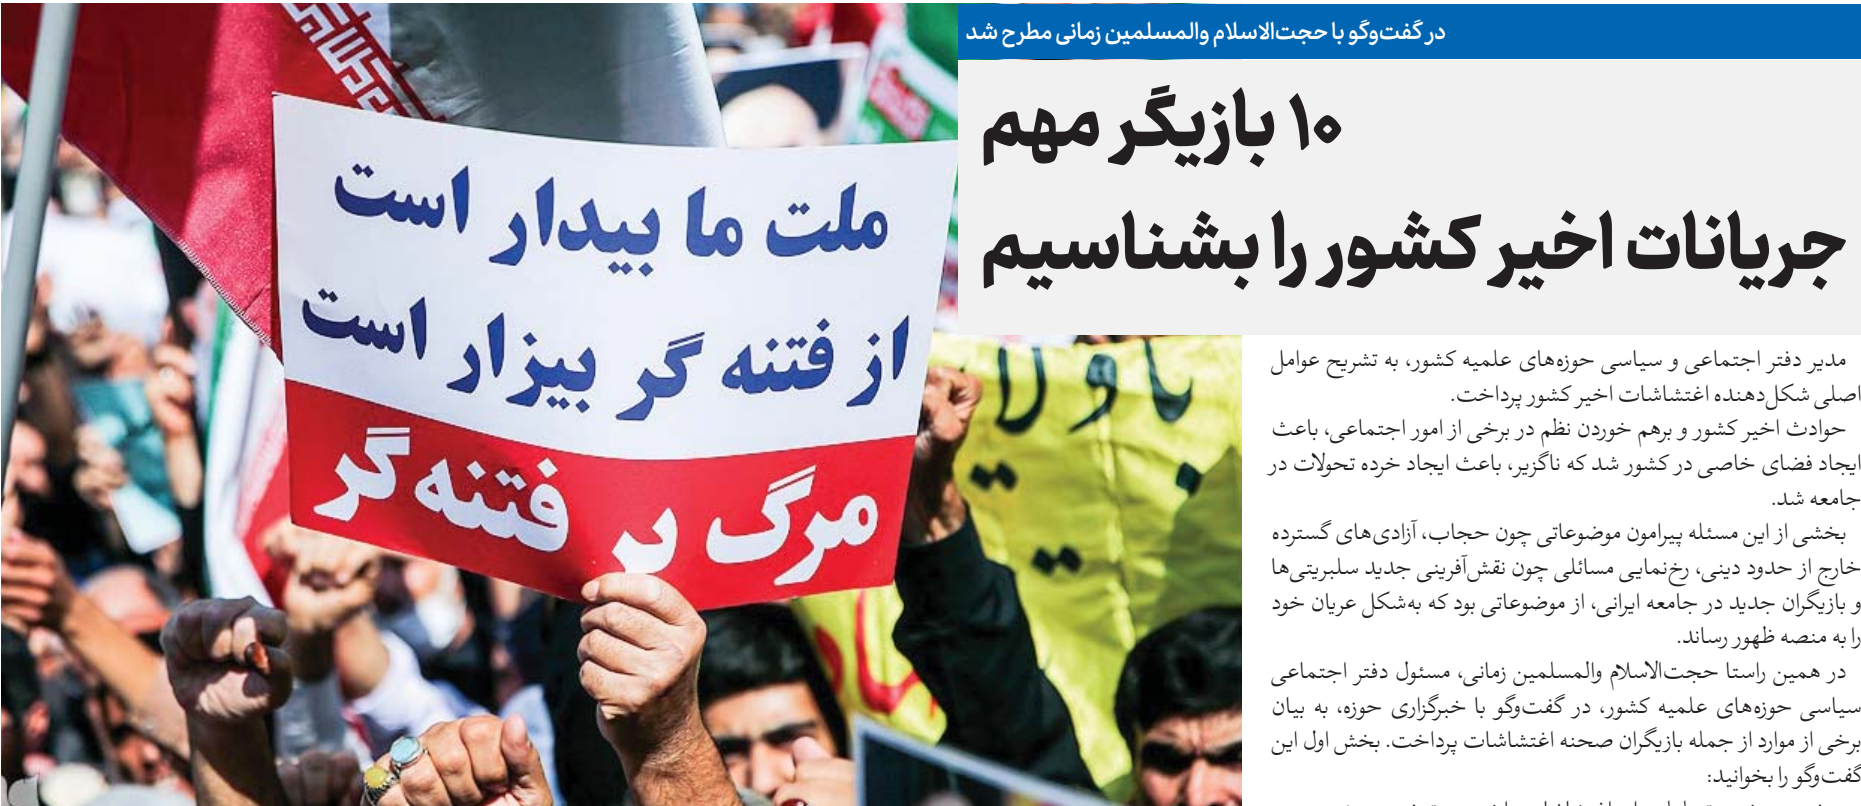 در گفت‌وگو با حجت‌الاسلام والمسلمین زمانی مطرح شد
۱۰ بازیگر مهم
جریانات اخیر کشور را بشناسیم
مدیر دفتر اجتماعی و سیاسی حوزه‌های علمیه کشور، به تشریح عوامل
اصلی شکل‌دهنده اغتشاشات اخیر کشور پرداخت.
حوادث اخیر کشور و برهم خوردن نظم در برخی از امور اجتماعی، باعث
ایجاد فضای خاصی در کشور شد که ناگزیر، باعث ایجاد خرده تحولات در
جامعه شد.
بخشی از این مسئله پیرامون موضوعاتی چون حجاب، آزادی‌های گسترده
خارج از حدود دینی، رخ‌نمایی مسائلی چون نقش‌آفرینی جدید سلبریتی‌ها
و بازیگران جدید در جامعه ایرانی، از موضوعاتی بود که به‌شکل عریان خود
را به منصه ظهور رساند.
در همین راستا حجت‌الاسلام والمسلمین زمانی، مسئول دفتر اجتماعی
سیاسی حوزه‌های علمیه کشور، در گفت‌وگو با خبرگزاری حوزه، به بیان
برخی از موارد از جمله بازیگران صحنه اغتشاشات پرداخت. بخش اول این
گفت‌وگو را بخوانید:
ملت ما بیدار است
از فتنه گر بیزار است
مرگ بر فتنه‌گر